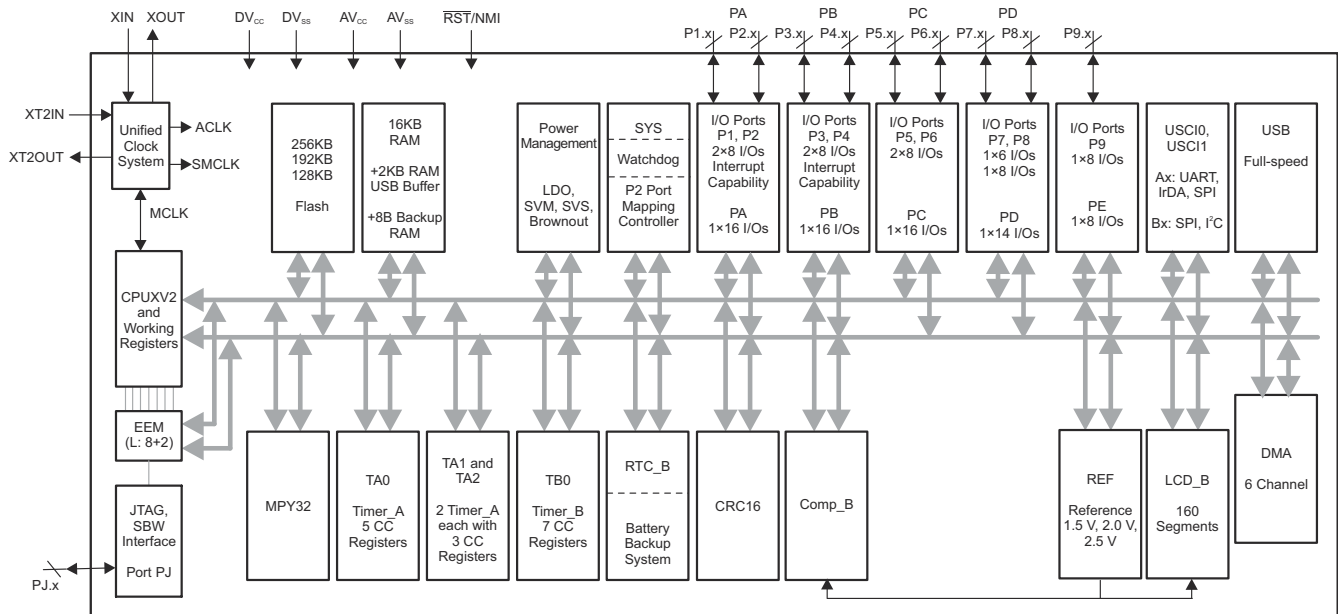 XIN XOUT DVCC DVSS AVCC AVSS RST/NMI PA PB PC PD
P1.x P2.x P3.x P4.x P5.x P6.x P7.x P8.x P9.x
XT2IN
XT2OUT
Unified
Clock
System
ACLK
SMCLK
MCLK
256KB
192KB
128KB
Flash
16KB
RAM
+2KB RAM
USB Buffer
+8B Backup
RAM
Power
Management
LDO,
SVM, SVS,
Brownout
SYS
Watchdog
P2 Port
Mapping
Controller
I/O Ports
P1, P2
2×8 I/Os
Interrupt
Capability
PA
1×16 I/Os
I/O Ports
P3, P4
2×8 I/Os
Interrupt
Capability
PB
1×16 I/Os
I/O Ports
P5, P6
2×8 I/Os
PC
1×16 I/Os
I/O Ports
P7, P8
1×6 I/Os
1×8 I/Os
PD
1×14 I/Os
I/O Ports
P9
1×8 I/Os
PE
1×8 I/Os
USCI0,
USCI1
Ax: UART,
IrDA, SPI
Bx: SPI, I²C
USB
Full-speed
CPUXV2
and
Working
Registers
EEM
(L: 8+2)
JTAG,
SBW
Interface
Port PJ
PJ.x
MPY32
TA0
Timer_A
5 CC
Registers
TA1 and
TA2
2 Timer_A
each with
3 CC
Registers
TB0
Timer_B
7 CC
Registers
RTC_B
Battery
Backup
System
CRC16
Comp_B
REF
Reference
1.5 V, 2.0 V,
2.5 V
LCD_B
160
Segments
DMA
6 Channel